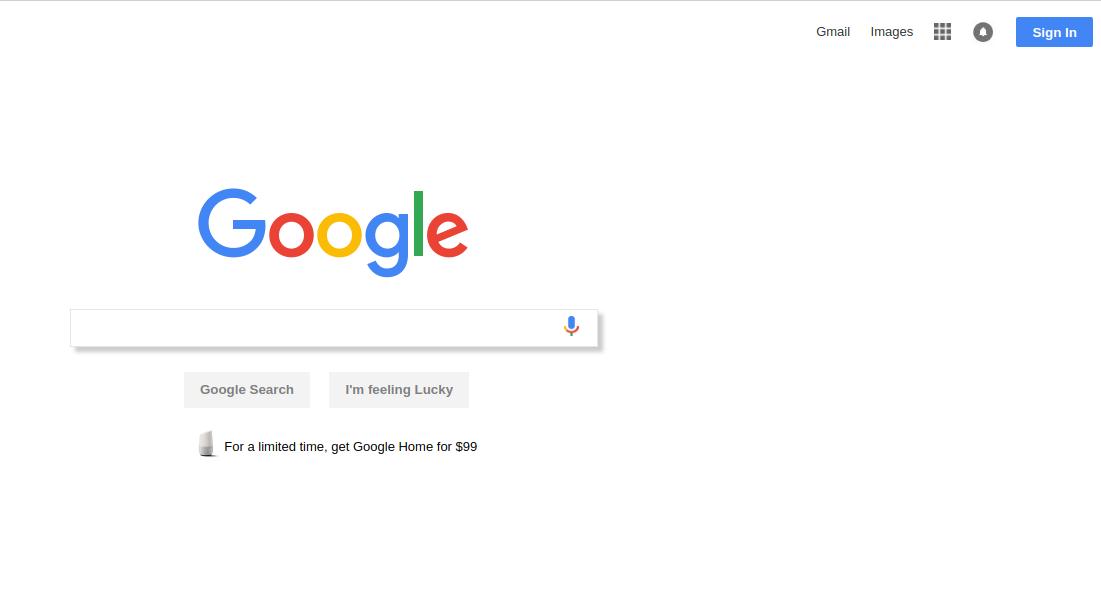 Gmail Images Sign In
Google
Google Search I'm feeling Lucky
For a limited time, get Google Home for $99